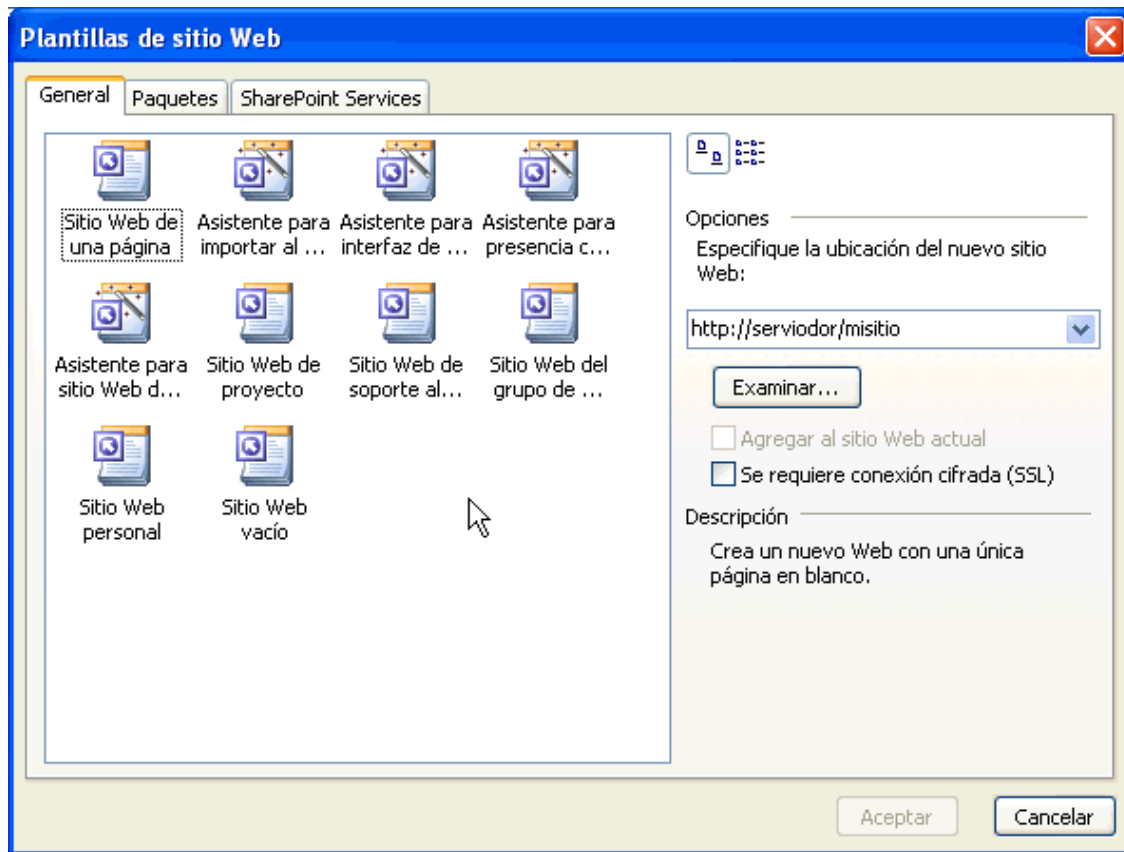 Plantillas de sitio Web
General Paquetes SharePoint Services
Sitio Web de
una página
Asistente para
importar al ...
Asistente para
interfaz de ...
Asistente para
presencia c...
Asistente para
sitio Web d...
Sitio Web de
proyecto
Sitio Web de
soporte al...
Sitio Web del
grupo de ...
Sitio Web
personal
Sitio Web
vacío
Opciones
Especifique la ubicación del nuevo sitio
Web:
http://serviodor/misitio
Examinar...
Agregar al sitio Web actual
Se requiere conexión cifrada (SSL)
Descripción
Crea un nuevo Web con una única
página en blanco.
Aceptar Cancelar